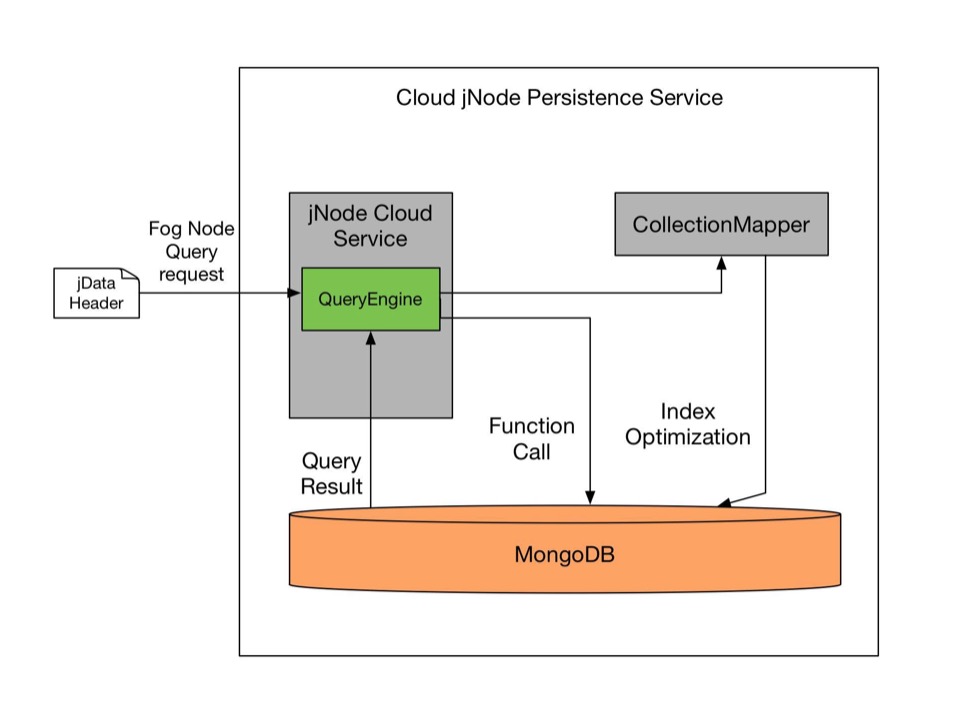 Cloud jNode Persistence Service
jNode Cloud
Service
CollectionMapper
Fog Node
Query
request
jData
Header
QueryEngine
Function
Call
Index
Optimization
Query
Result
MongoDB